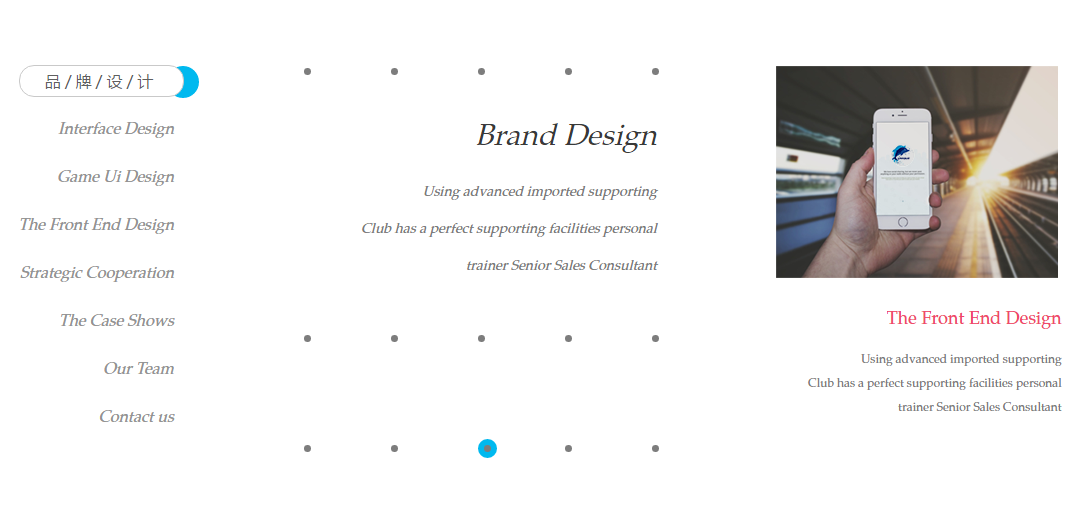 品/牌/设/计
Interface Design
Game Ui Design
The Front End Design
Strategic Cooperation
The Case Shows
Our Team
Contact us
Brand Design
Using advanced imported supporting
Club has a perfect supporting facilities personal
trainer Senior Sales Consultant
The Front End Design
Using advanced imported supporting
Club has a perfect supporting facilities personal
trainer Senior Sales Consultant